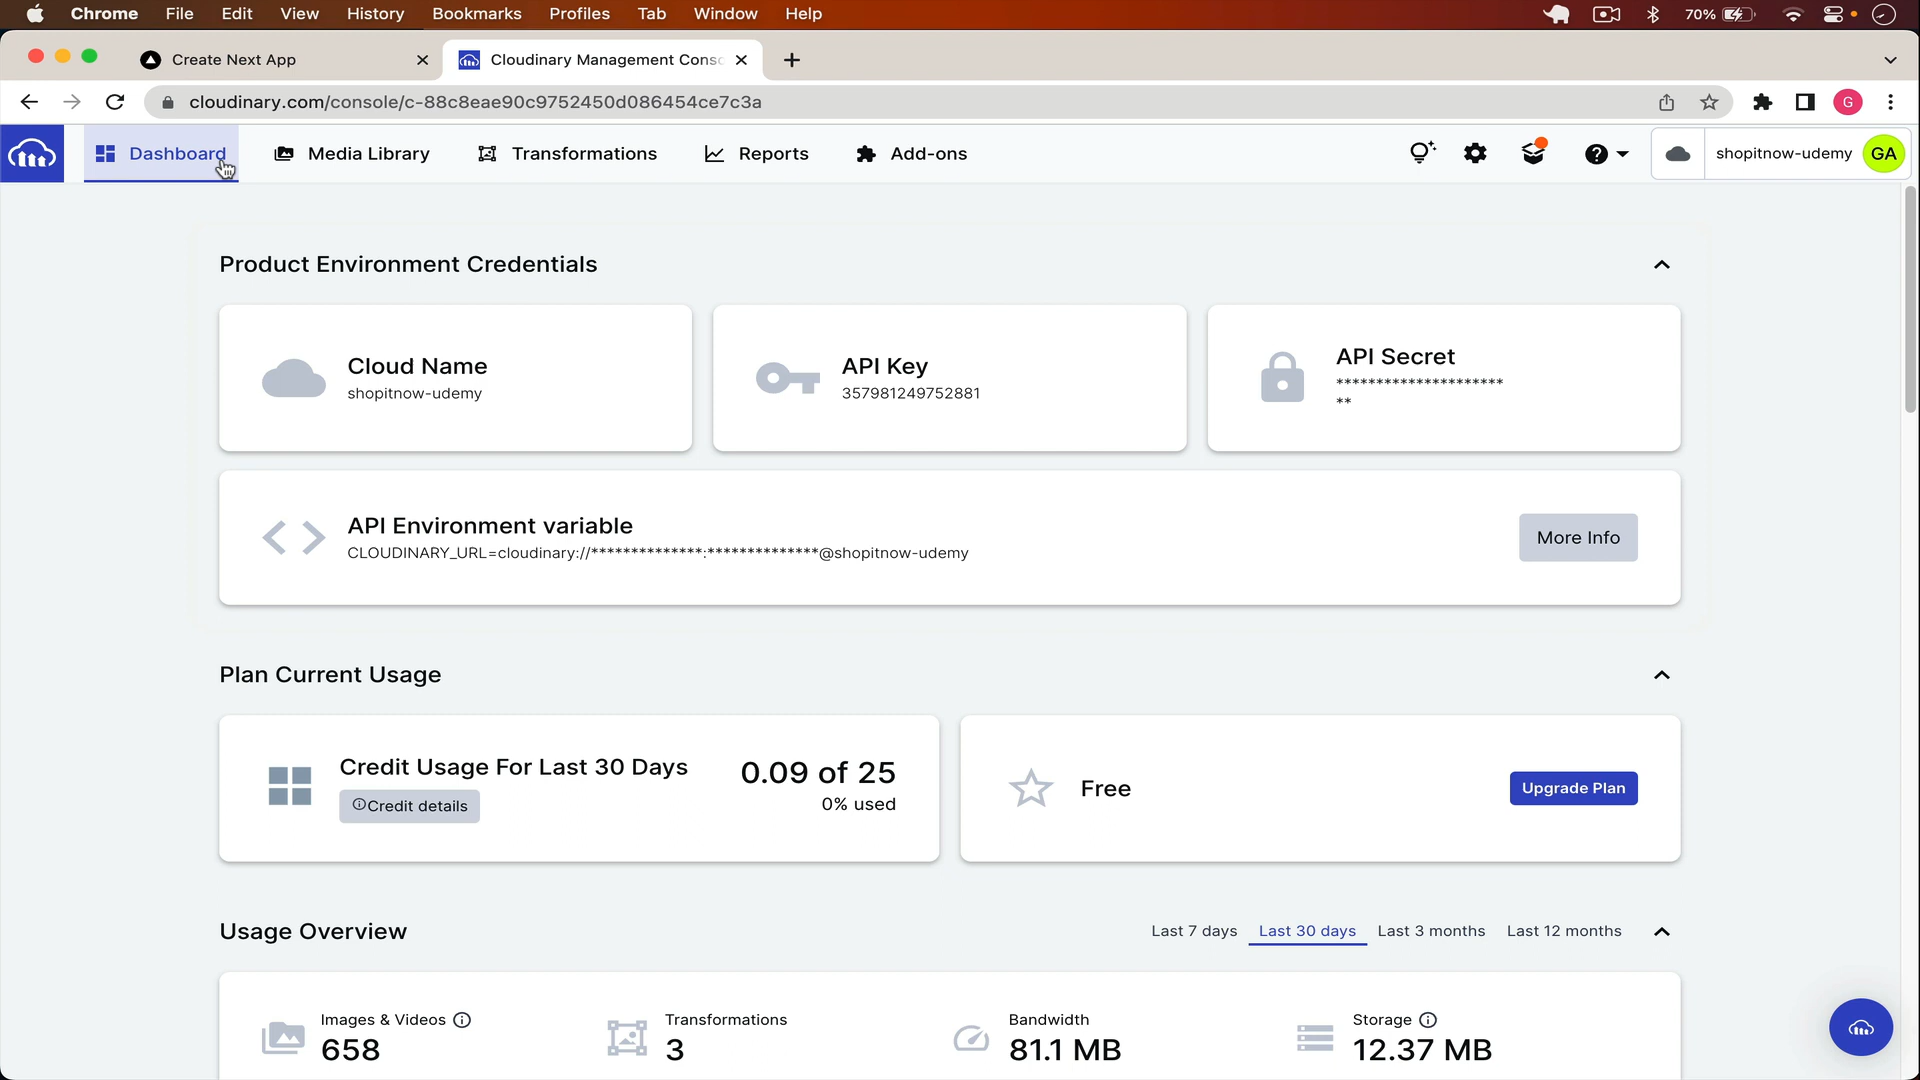 Chrome File Edit View History Bookmarks Profiles Tab Window Help 70%
Create Next App Cloudinary Management Conso
cloudinary.com/console/c-88c8eae90c9752450d086454ce7c3a G
Dashboard Media Library Transformations Reports Add-ons shopitnow-udemy GA
Product Environment Credentials
Cloud Name
shopitnow-udemy
API Key
357981249752881
API Secret
*********************
**
API Environment variable
CLOUDINARY_URL=cloudinary://**************:**************@shopitnow-udemy
More Info
Plan Current Usage
Credit Usage For Last 30 Days
Credit details
0.09 of 25
0% used
Free
Upgrade Plan
Usage Overview
Last 7 days Last 30 days Last 3 months Last 12 months
Images & Videos
658
Transformations
3
Bandwidth
81.1 MB
Storage
12.37 MB